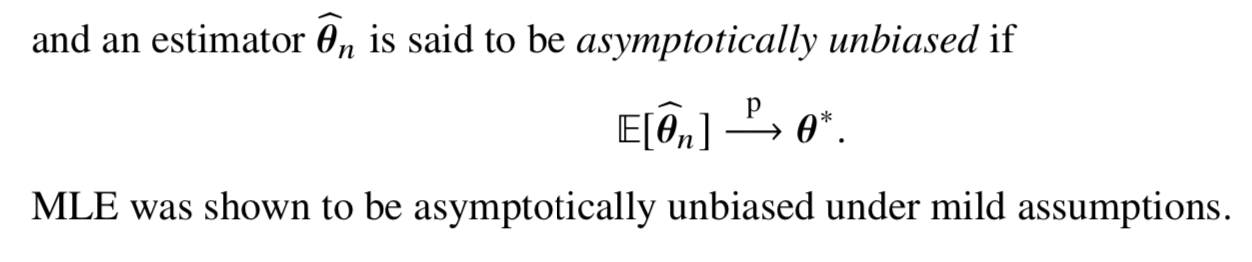 and an estimator θ̂ₙ is said to be asymptotically unbiased if
𝔼[θ̂ₙ] —p→ θ*.
MLE was shown to be asymptotically unbiased under mild assumptions.